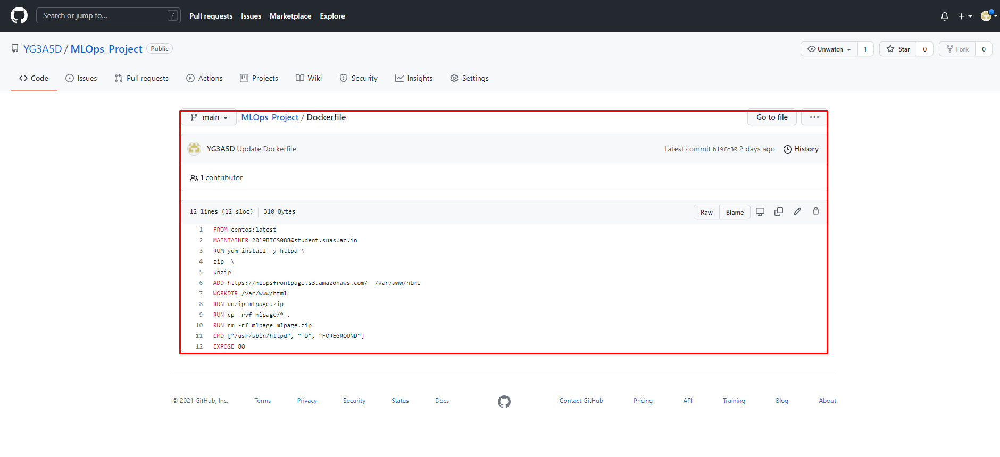 Search or jump to... /
Pull requests Issues Marketplace Explore
YG3A5D / MLOps_Project Public
Unwatch 1 Star 0 Fork 0
Code Issues Pull requests Actions Projects Wiki Security Insights Settings
main MLOps_Project / Dockerfile Go to file ...
YG3A5D Update Dockerfile Latest commit b19fc30 2 days ago History
1 contributor
12 lines (12 sloc) 310 Bytes Raw Blame
1 FROM centos:latest
2 MAINTAINER 2019BTCS088@student.suas.ac.in
3 RUM yum install -y httpd \
4 zip  \
5 unzip
6 ADD https://mlopsfrontpage.s3.amazonaws.com/  /var/www/html
7 WORKDIR /var/www/html
8 RUN unzip mlpage.zip
9 RUN cp -rvf mlpage/* .
10 RUN rm -rf mlpage mlpage.zip
11 CMD ["/usr/sbin/httpd", "-D", "FOREGROUND"]
12 EXPOSE 80
© 2021 GitHub, Inc. Terms Privacy Security Status Docs Contact GitHub Pricing API Training Blog About